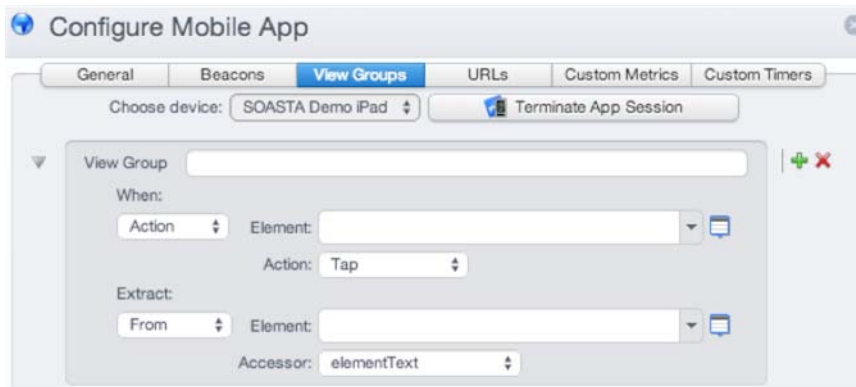 Configure Mobile App
General Beacons View Groups URLs Custom Metrics Custom Timers
Choose device: SOASTA Demo iPad Terminate App Session
View Group
When:
Action Element:
Action: Tap
Extract:
From Element:
Accessor: elementText